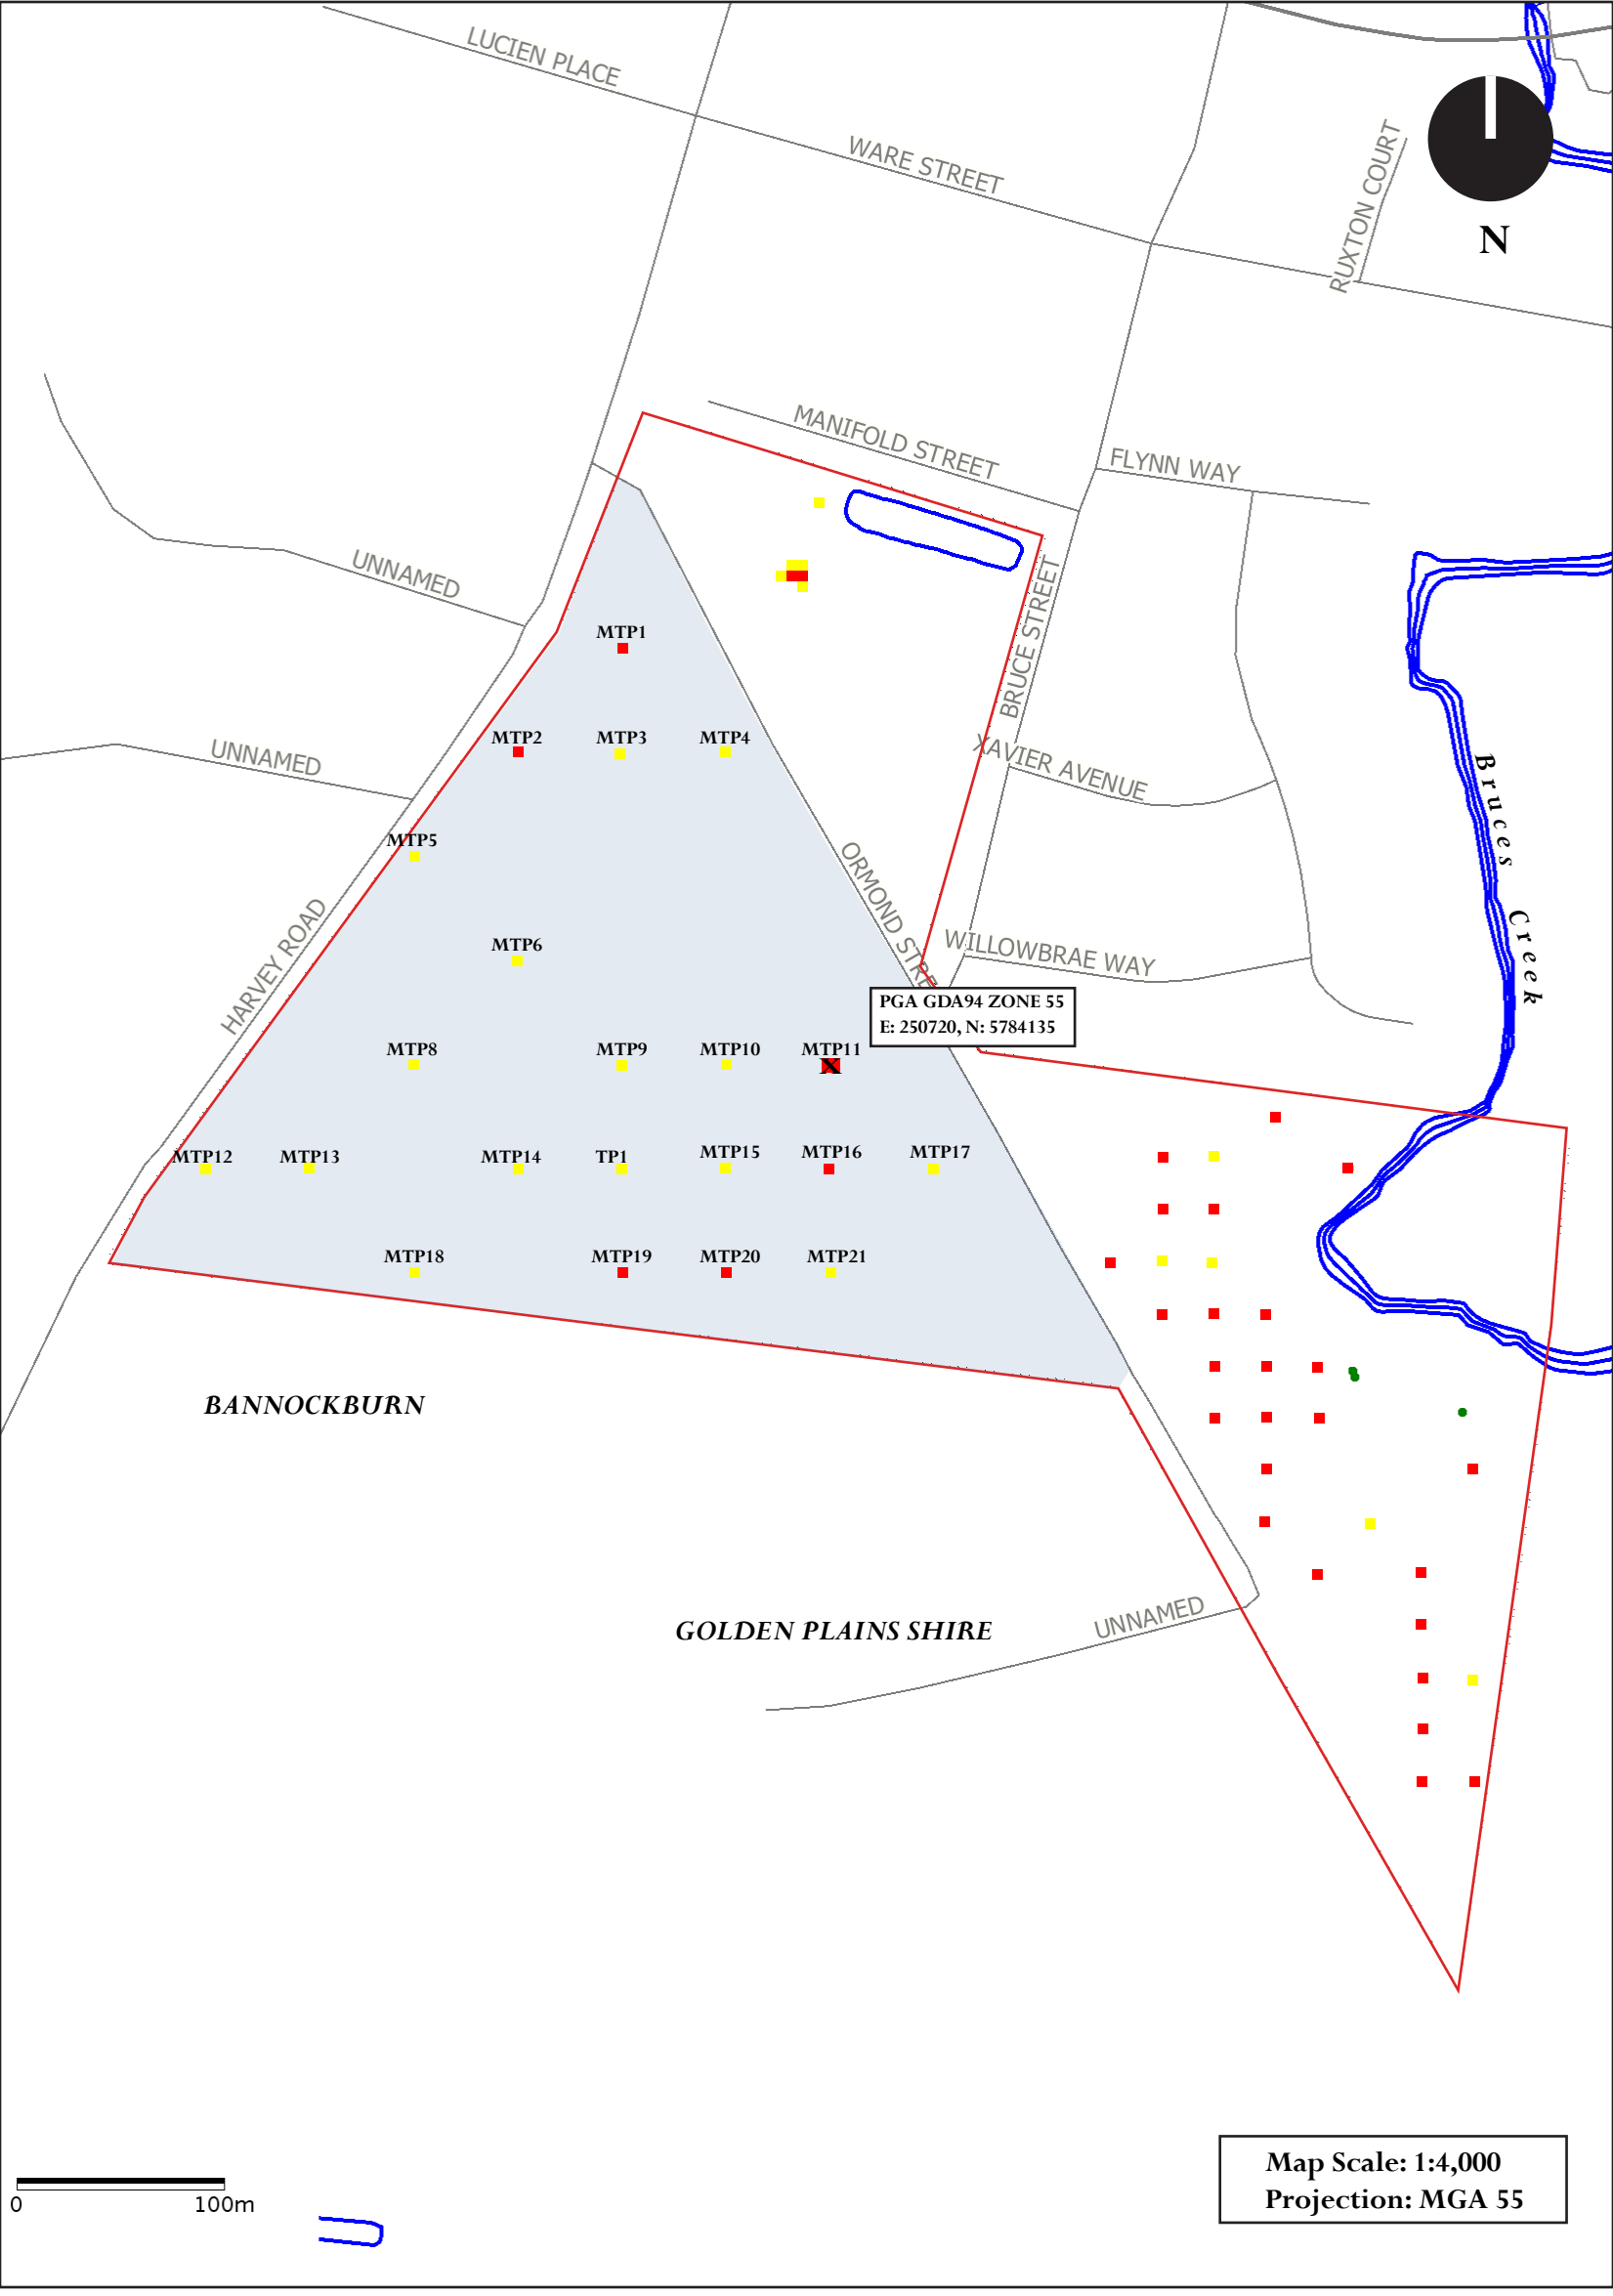 LUCIEN PLACE
WARE STREET
RUXTON COURT
N
MANIFOLD STREET
FLYNN WAY
UNNAMED
BRUCE STREET
MTP1
MTP2
MTP3
MTP4
UNNAMED
XAVIER AVENUE
Bruces Creek
MTP5
ORMOND STRE
HARVEY ROAD
MTP6
WILLOWBRAE WAY
PGA GDA94 ZONE 55
E: 250720, N: 5784135
MTP8
MTP9
MTP10
MTP11
X
MTP12
MTP13
MTP14
TP1
MTP15
MTP16
MTP17
MTP18
MTP19
MTP20
MTP21
BANNOCKBURN
GOLDEN PLAINS SHIRE
UNNAMED
Map Scale: 1:4,000
Projection: MGA 55
0 100m